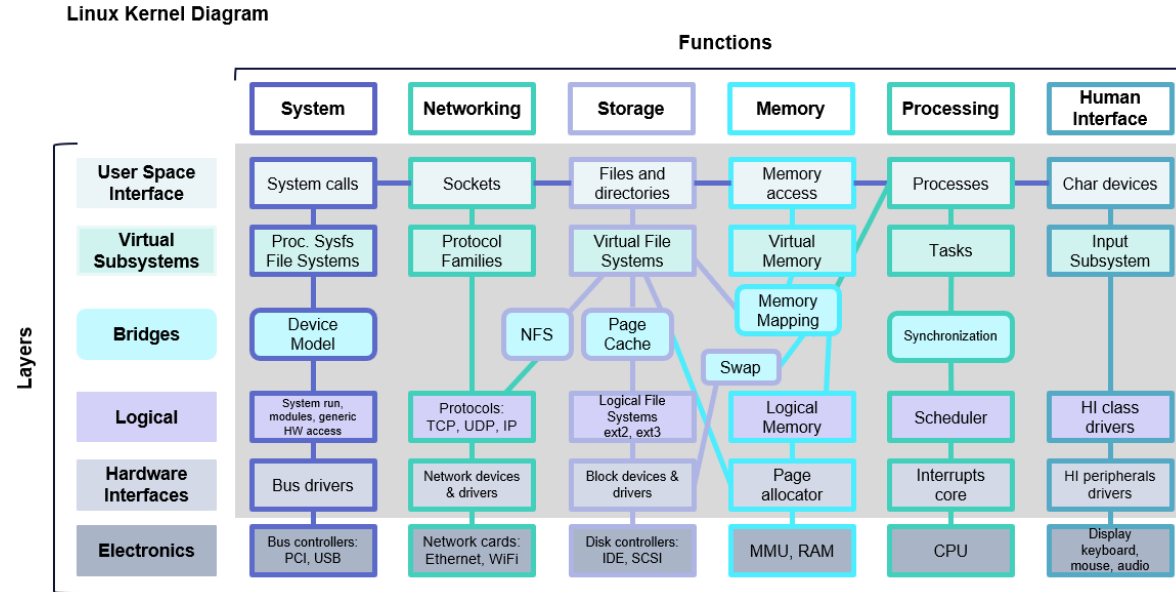 Linux Kernel Diagram
Functions
System
Networking
Storage
Memory
Processing
Human
Interface
Layers
User Space
Interface
System calls
Sockets
Files and
directories
Memory
access
Processes
Char devices
Virtual
Subsystems
Proc. Sysfs
File Systems
Protocol
Families
Virtual File
Systems
Virtual
Memory
Tasks
Input
Subsystem
Bridges
Device
Model
NFS
Page
Cache
Memory
Mapping
Swap
Synchronization
Logical
System run,
modules, generic
HW access
Protocols:
TCP, UDP, IP
Logical File
Systems
ext2, ext3
Logical
Memory
Scheduler
HI class
drivers
Hardware
Interfaces
Bus drivers
Network devices
& drivers
Block devices &
drivers
Page
allocator
Interrupts
core
HI peripherals
drivers
Electronics
Bus controllers:
PCI, USB
Network cards:
Ethernet, WiFi
Disk controllers:
IDE, SCSI
MMU, RAM
CPU
Display
keyboard,
mouse, audio